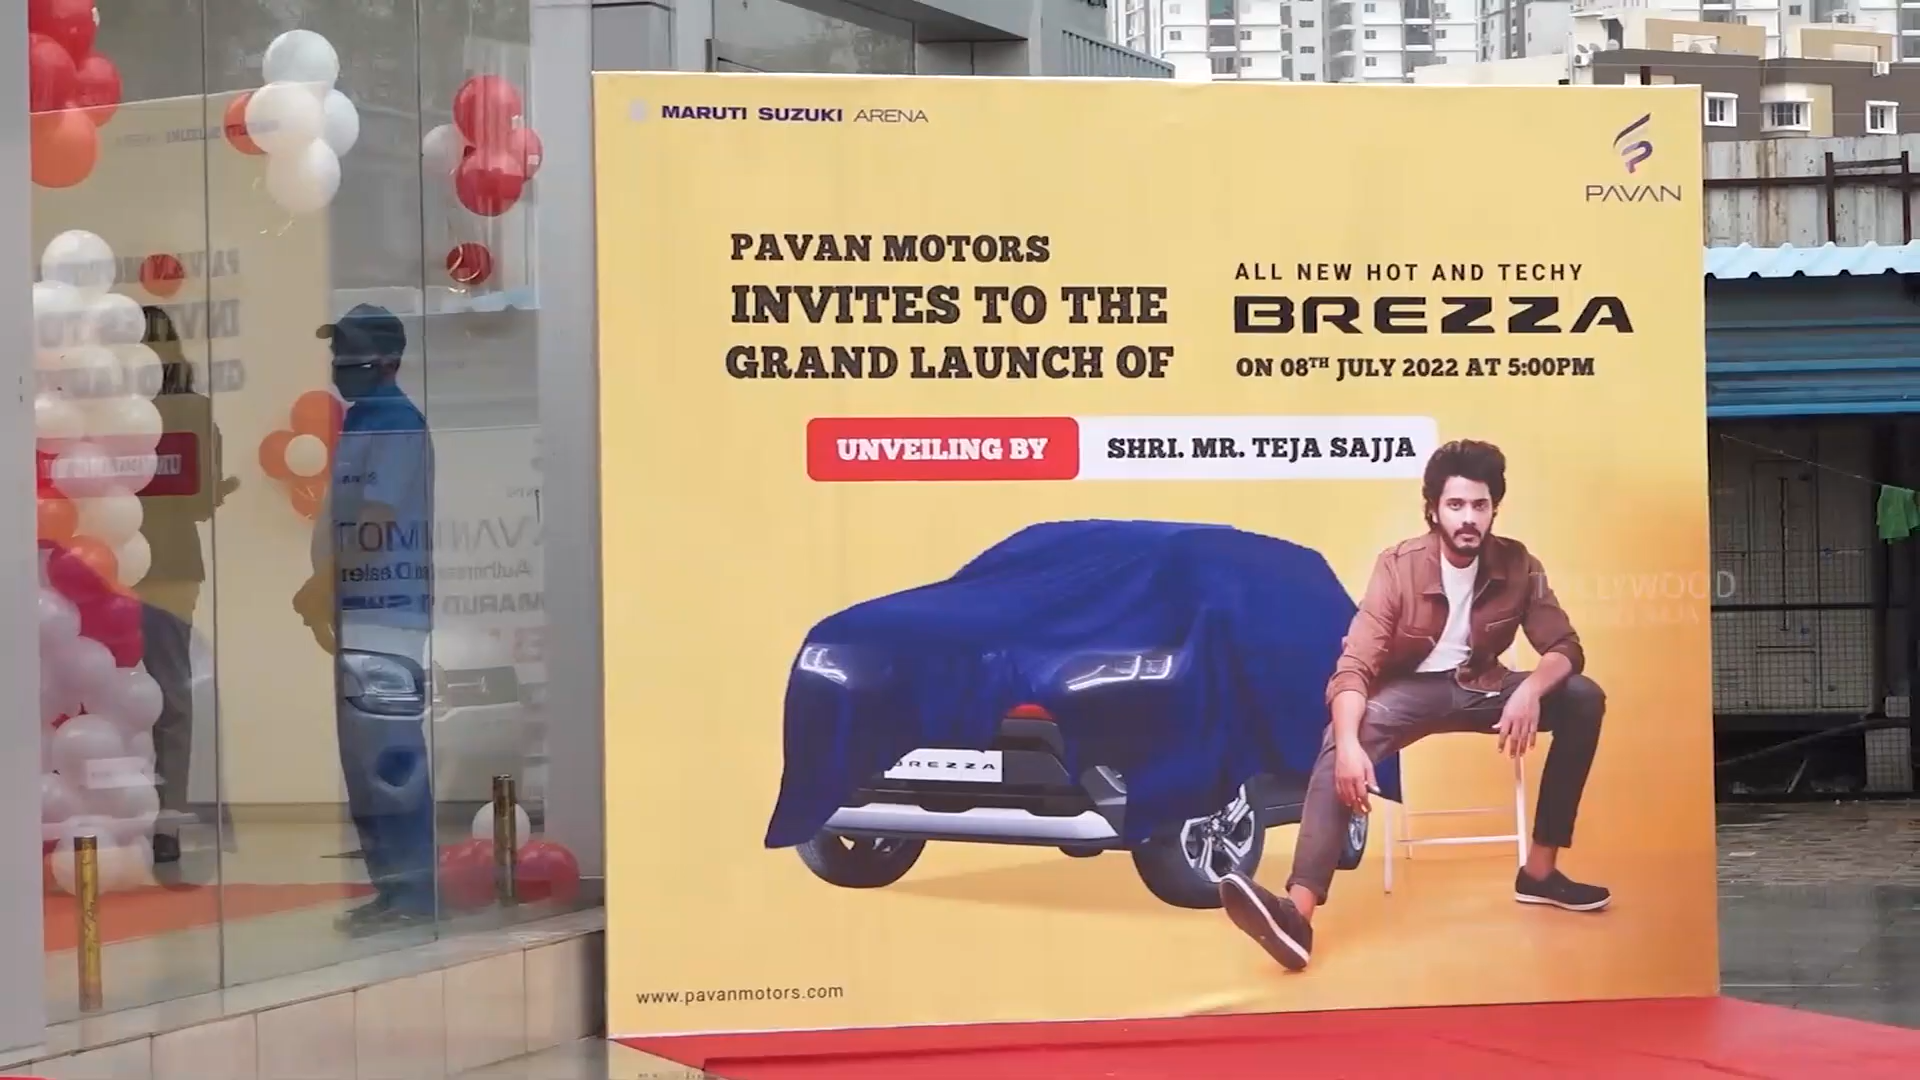 MARUTI SUZUKI ARENA
PAVAN
PAVAN MOTORS
INVITES TO THE
GRAND LAUNCH OF
ALL NEW HOT AND TECHY
BREZZA
ON 08TH JULY 2022 AT 5:00PM
UNVEILING BY
SHRI. MR. TEJA SAJJA
TOLLYWOOD
BREZZA
www.pavanmotors.com